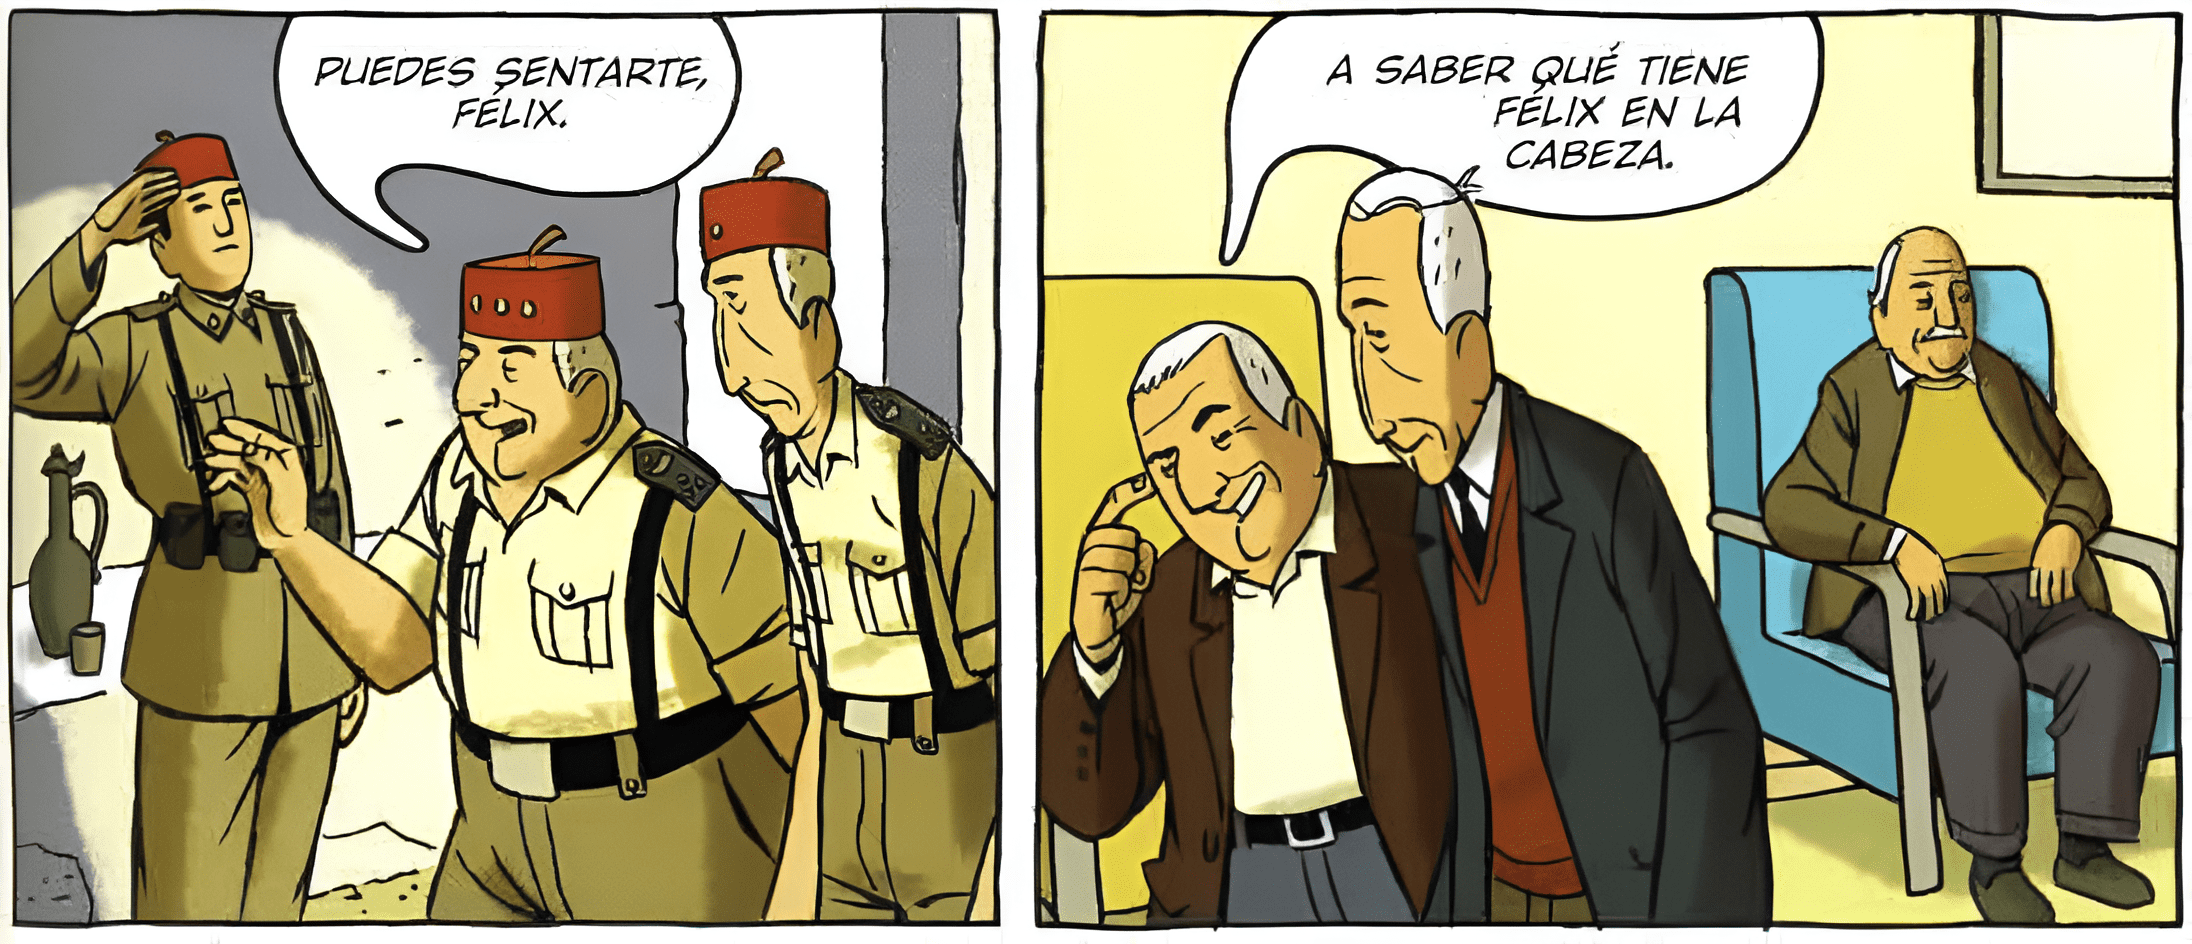 PUEDES SENTARTE,
FÉLIX.
A SABER QUÉ TIENE
FÉLIX EN LA
CABEZA.